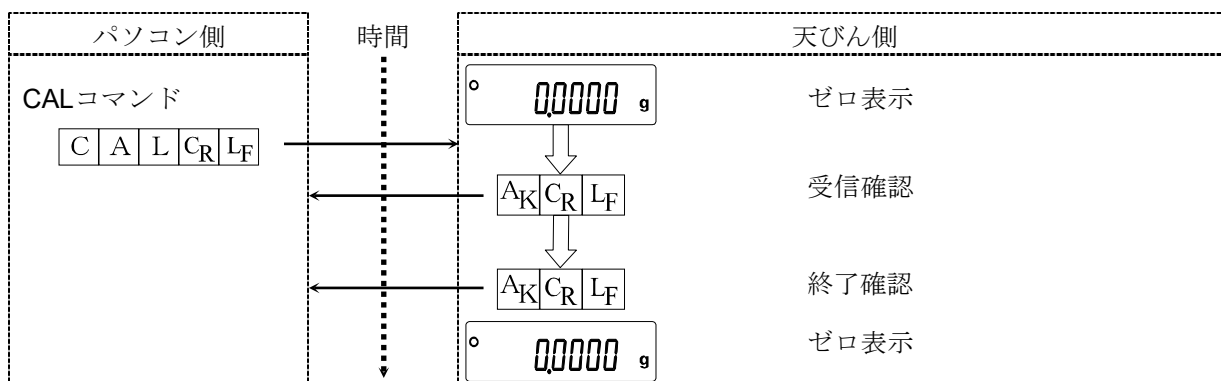 パソコン側 時間 天びん側
0.0000 g ゼロ表示
CALコマンド
C A L CR LF
AK CR LF 受信確認
AK CR LF 終了確認
0.0000 g ゼロ表示